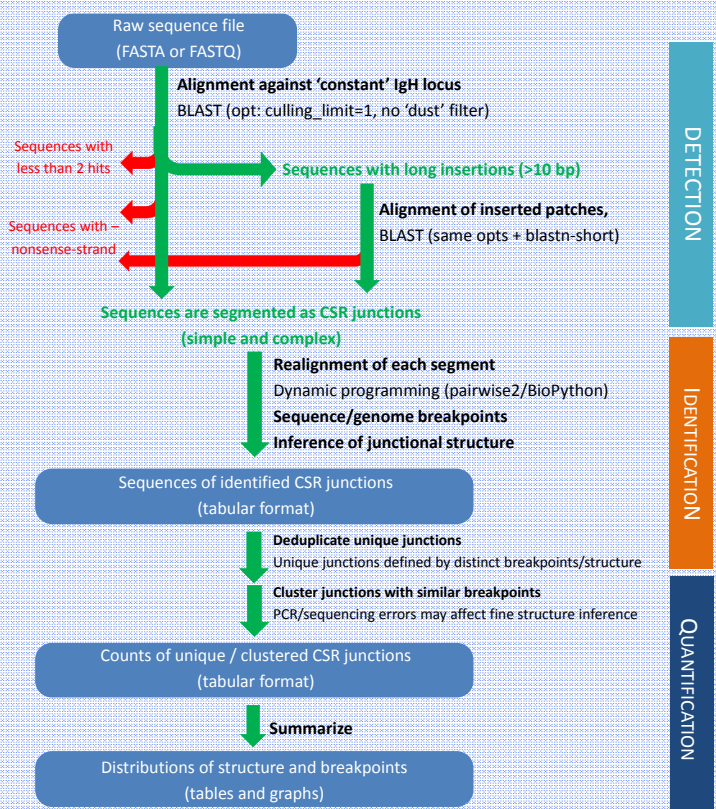 Raw sequence file
(FASTA or FASTQ)
Alignment against ‘constant’ IgH locus
BLAST (opt: culling_limit=1, no ‘dust’ filter)
Sequences with
less than 2 hits
Sequences with long insertions (>10 bp)
Alignment of inserted patches,
BLAST (same opts + blastn-short)
Sequences with –
nonsense-strand
Sequences are segmented as CSR junctions
(simple and complex)
DETECTION
Realignment of each segment
Dynamic programming (pairwise2/BioPython)
Sequence/genome breakpoints
Inference of junctional structure
Sequences of identified CSR junctions
(tabular format)
IDENTIFICATION
Deduplicate unique junctions
Unique junctions defined by distinct breakpoints/structure
Cluster junctions with similar breakpoints
PCR/sequencing errors may affect fine structure inference
Counts of unique / clustered CSR junctions
(tabular format)
Summarize
Distributions of structure and breakpoints
(tables and graphs)
QUANTIFICATION